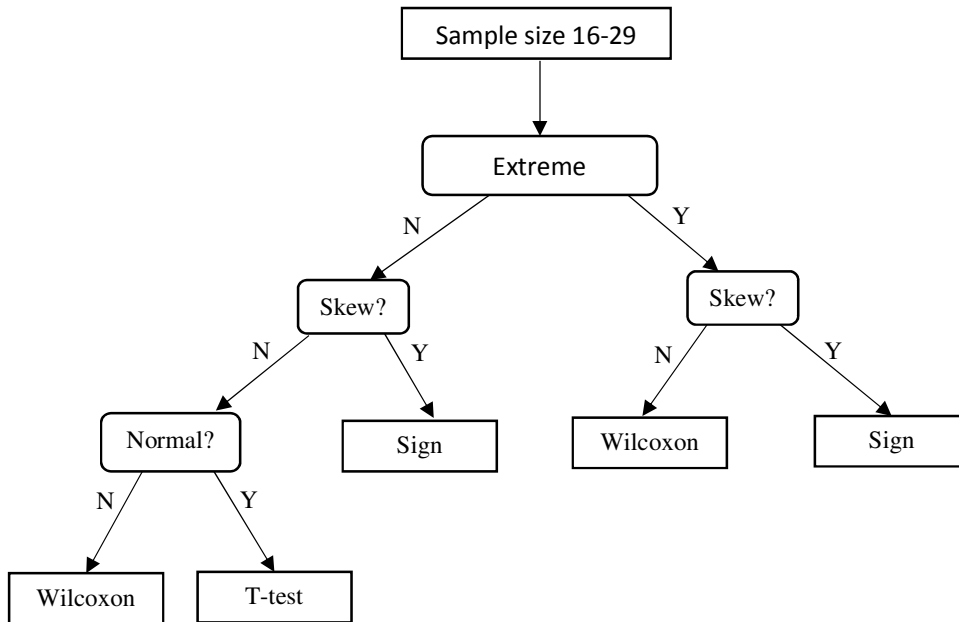 Sample size 16-29
Extreme
N
Y
Skew?
Skew?
N
Y
N
Y
Normal?
Sign
Wilcoxon
Sign
N
Y
Wilcoxon
T-test